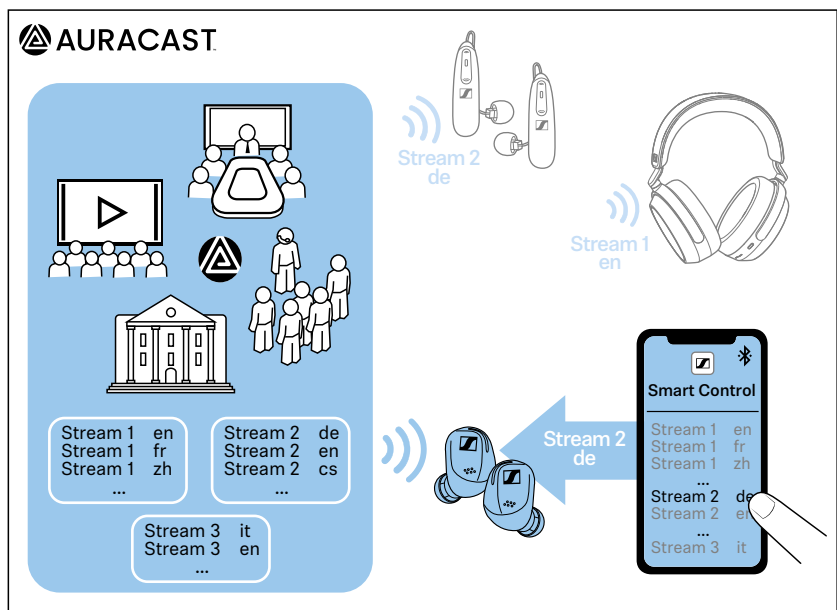 AURACAST™
Stream 2
de
Stream 1
en
Stream 1 en
Stream 1 fr
Stream 1 zh
...
Stream 2 de
Stream 2 en
Stream 2 cs
...
Stream 3 it
Stream 3 en
...
Stream 2
de
Smart Control
Stream 1 en
Stream 1 fr
Stream 1 zh
...
Stream 2 de
Stream 2 en
...
Stream 3 it